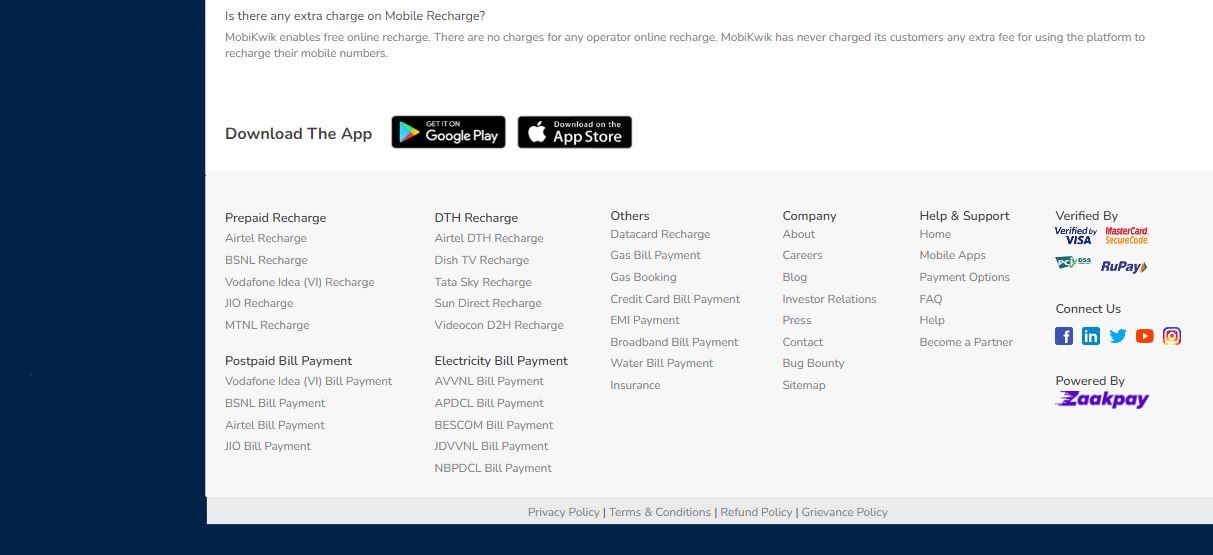 Is there any extra charge on Mobile Recharge?
MobiKwik enables free online recharge. There are no charges for any operator online recharge. MobiKwik has never charged its customers any extra fee for using the platform to
recharge their mobile numbers.
Download The App
GET IT ON
Google Play
Download on the
App Store
Prepaid Recharge
Airtel Recharge
BSNL Recharge
Vodafone Idea (VI) Recharge
JIO Recharge
MTNL Recharge
Postpaid Bill Payment
Vodafone Idea (VI) Bill Payment
BSNL Bill Payment
Airtel Bill Payment
JIO Bill Payment
DTH Recharge
Airtel DTH Recharge
Dish TV Recharge
Tata Sky Recharge
Sun Direct Recharge
Videocon D2H Recharge
Electricity Bill Payment
AVVNL Bill Payment
APDCL Bill Payment
BESCOM Bill Payment
JDVVNL Bill Payment
NBPDCL Bill Payment
Others
Datacard Recharge
Gas Bill Payment
Gas Booking
Credit Card Bill Payment
EMI Payment
Broadband Bill Payment
Water Bill Payment
Insurance
Company
About
Careers
Blog
Investor Relations
Press
Contact
Bug Bounty
Sitemap
Help & Support
Home
Mobile Apps
Payment Options
FAQ
Help
Become a Partner
Verified By
Verified by
VISA
MasterCard.
SecureCode.
PCI DSS
RuPay
Connect Us
f in
Powered By
Zaakpay
Privacy Policy | Terms & Conditions | Refund Policy | Grievance Policy